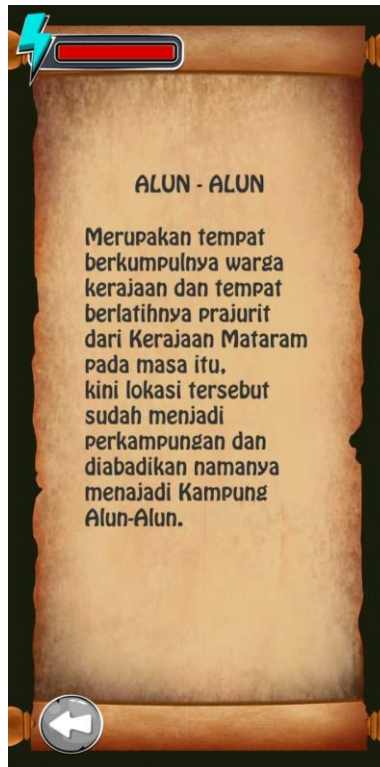 ALUN - ALUN
Merupakan tempat
berkumpulnya warga
kerajaan dan tempat
berlatihnya prajurit
dari Kerajaan Mataram
pada masa itu,
kini lokasi tersebut
sudah menjadi
perkampungan dan
diabadikan namanya
menajadi Kampung
Alun-Alun.